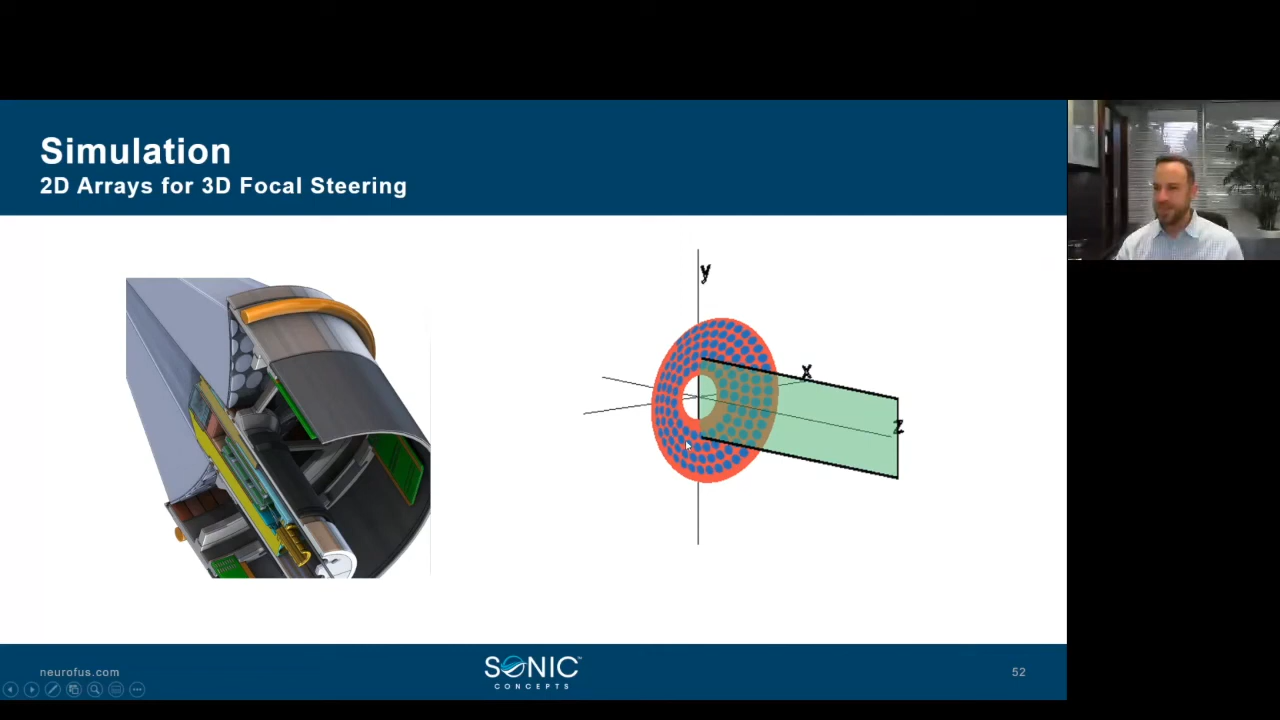 Simulation
2D Arrays for 3D Focal Steering
y
x
z
neurofus.com
SONIC
CONCEPTS
52